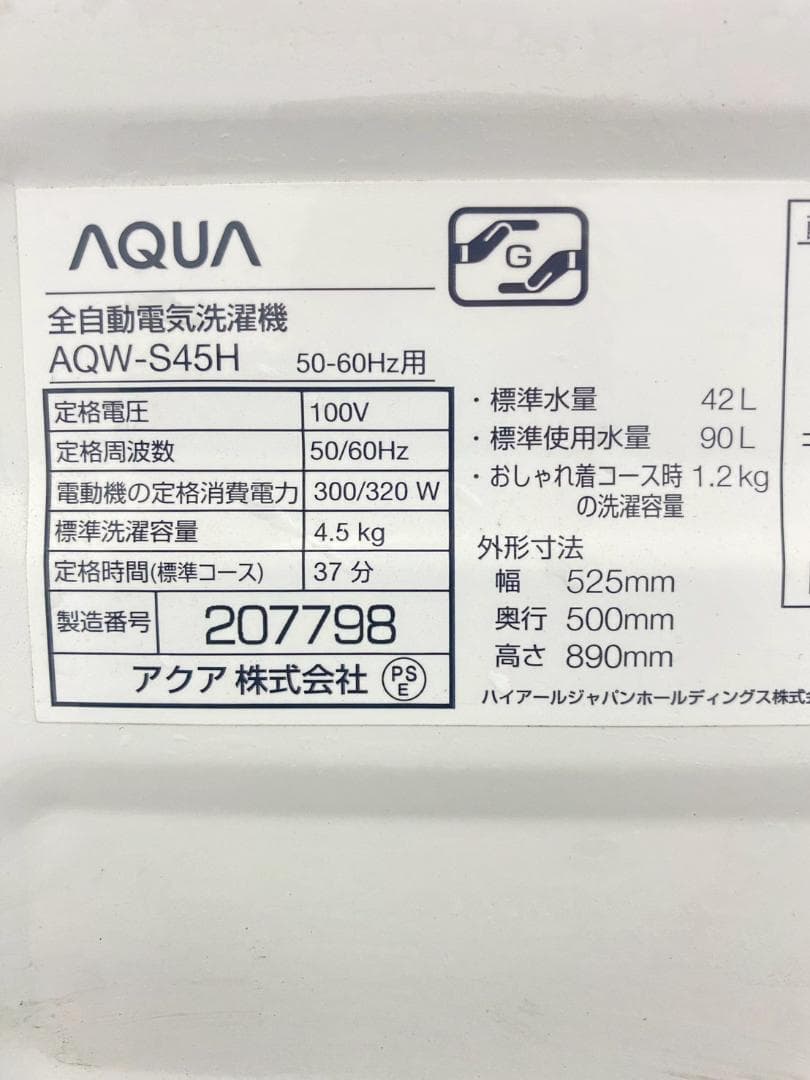 AQUA
G
全自動電気洗濯機
AQW-S45H 50-60Hz用
定格電圧 100V
定格周波数 50/60Hz
電動機の定格消費電力 300/320 W
標準洗濯容量 4.5 kg
定格時間(標準コース) 37 分
製造番号 207798
アクア 株式会社 PSE
・標準水量 42L
・標準使用水量 90L
・おしゃれ着コース時 1.2kg
の洗濯容量
外形寸法
幅 525mm
奥行 500mm
高さ 890mm
ハイアールジャパンホールディングス株式